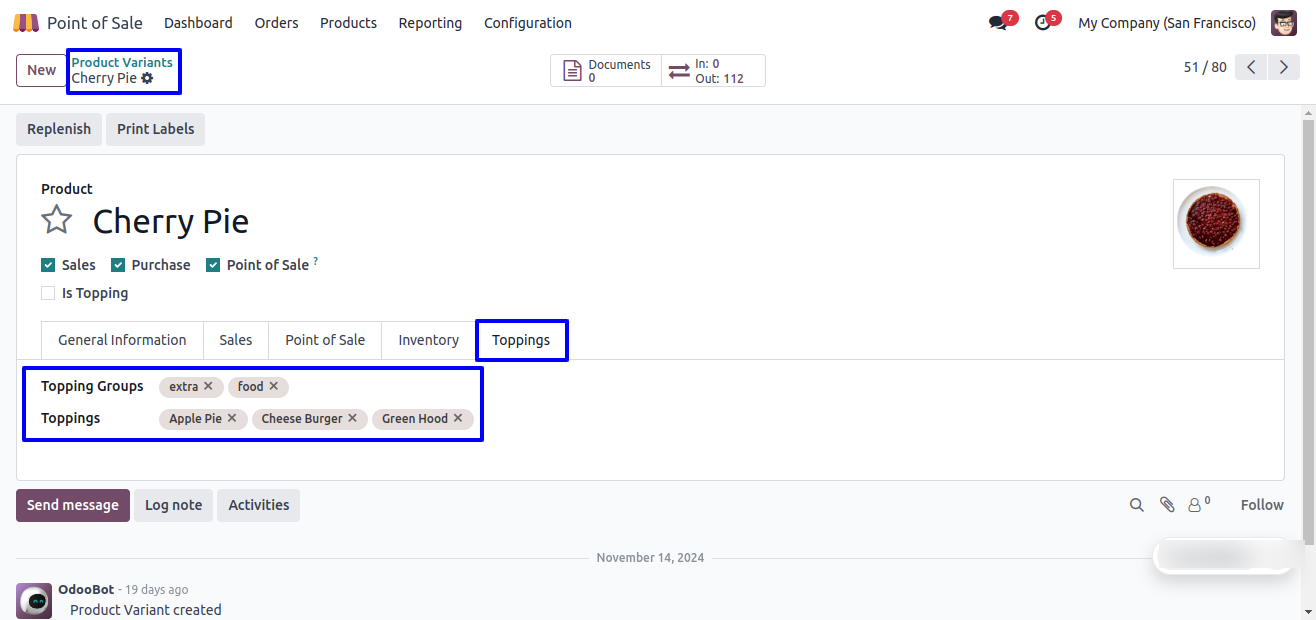 Point of Sale Dashboard Orders Products Reporting Configuration 7 5 My Company (San Francisco)
New Product Variants Documents In: 0 51 / 80
Cherry Pie 0 Out: 112
Replenish Print Labels
Product
Cherry Pie
Sales Purchase Point of Sale ?
Is Topping
General Information Sales Point of Sale Inventory Toppings
Topping Groups extra ✕ food ✕
Toppings Apple Pie ✕ Cheese Burger ✕ Green Hood ✕
Send message Log note Activities 0 Follow
November 14, 2024
OdooBot - 19 days ago
Product Variant created